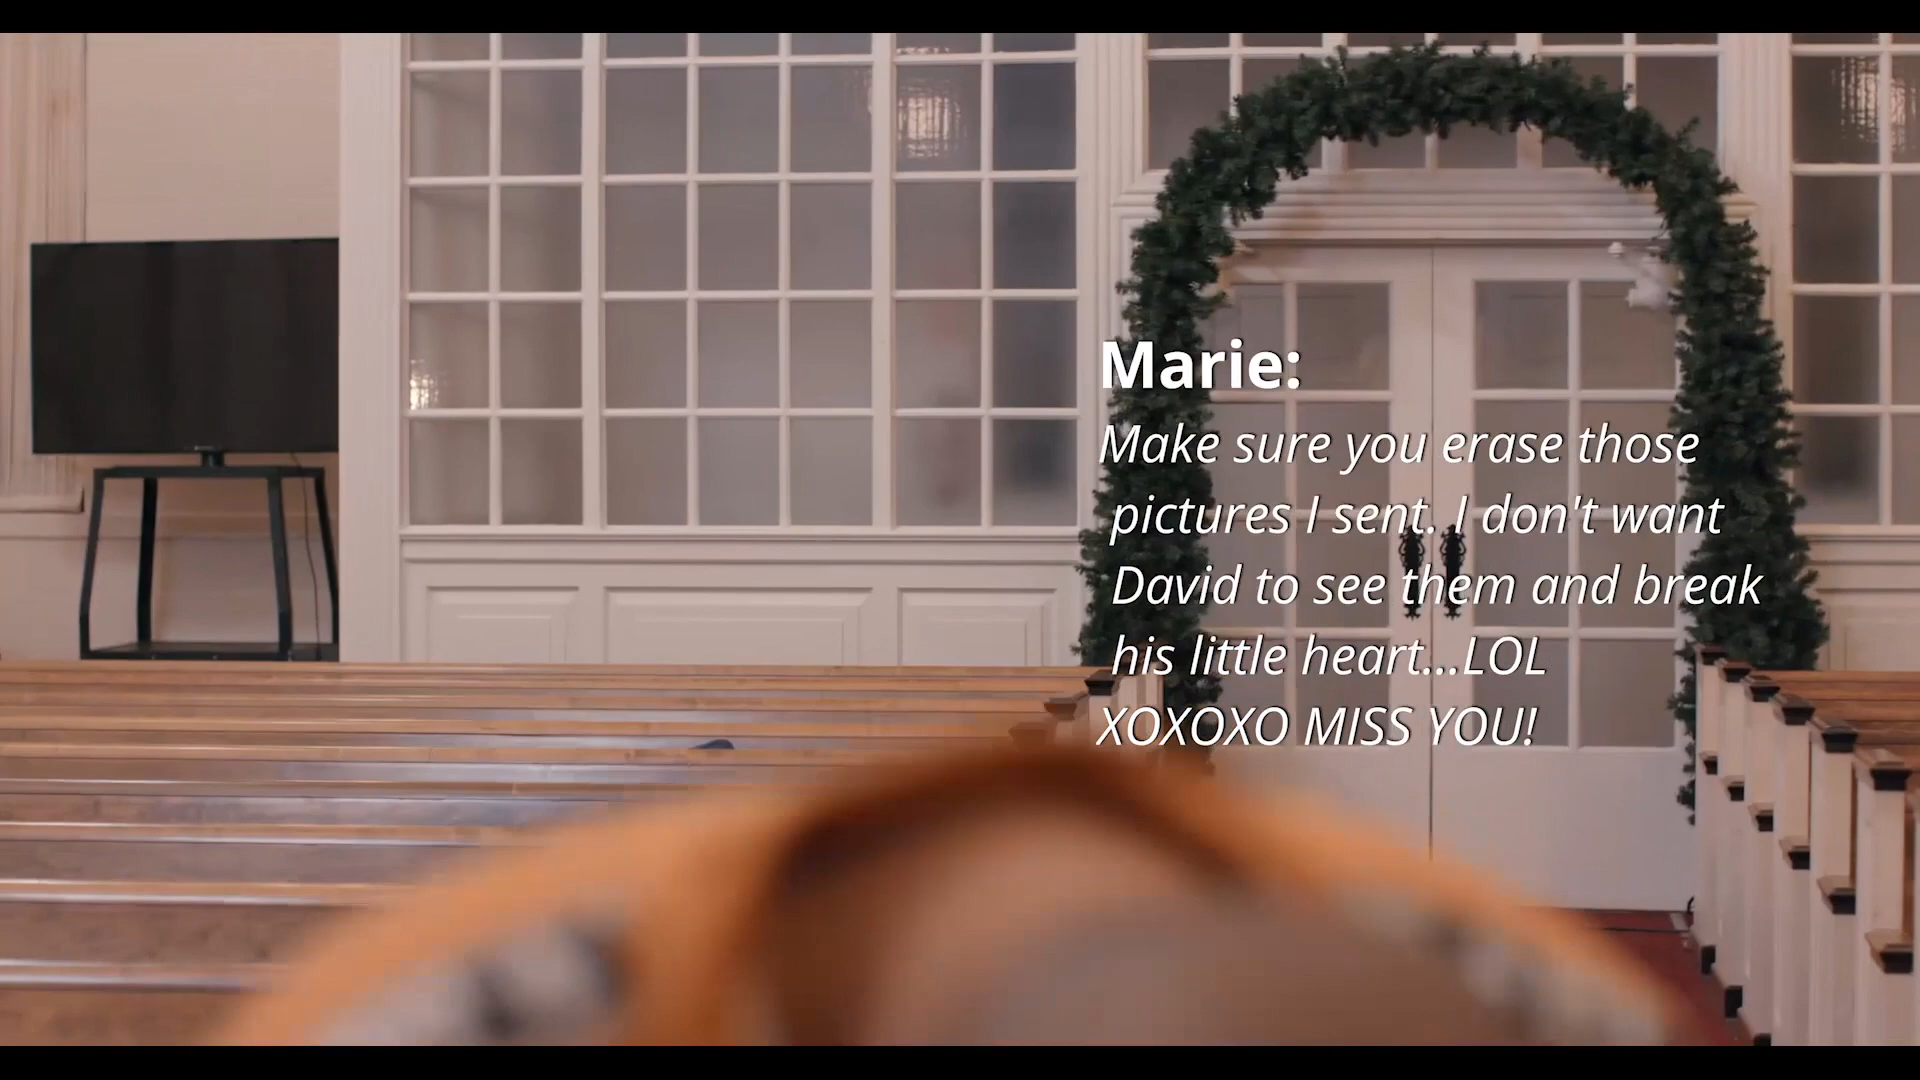 Marie:
Make sure you erase those
pictures I sent. I don't want
David to see them and break
his little heart...LOL
XOXOXO MISS YOU!